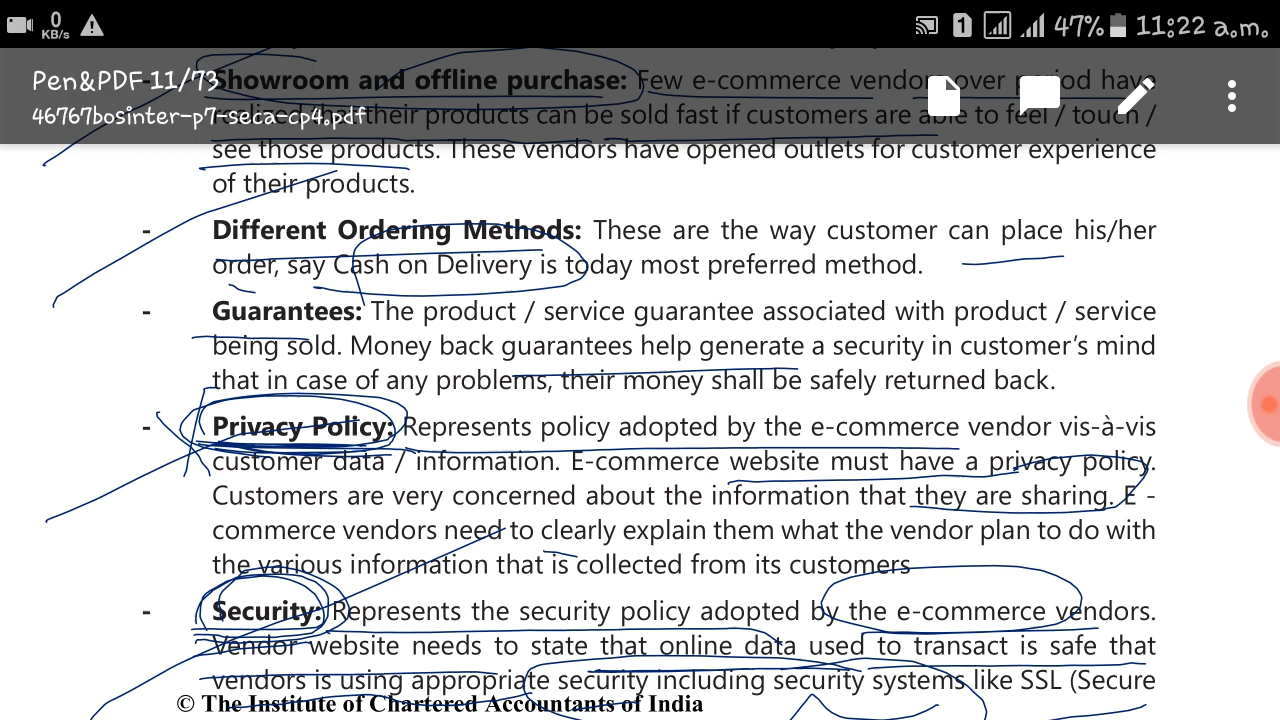 0 KB/s 1 47% 11:22 a.m.
Pen&PDF-11/73
46767bosinter-p7-seca-cp4.pdf
- Showroom and offline purchase: Few e-commerce vendors over period have
that their products can be sold fast if customers are able to feel / touch /
see those products. These vendors have opened outlets for customer experience
of their products.
- Different Ordering Methods: These are the way customer can place his/her
order, say Cash on Delivery is today most preferred method.
- Guarantees: The product / service guarantee associated with product / service
being sold. Money back guarantees help generate a security in customer's mind
that in case of any problems, their money shall be safely returned back.
- Privacy Policy: Represents policy adopted by the e-commerce vendor vis-à-vis
customer data / information. E-commerce website must have a privacy policy.
Customers are very concerned about the information that they are sharing. E -
commerce vendors need to clearly explain them what the vendor plan to do with
the various information that is collected from its customers
- Security: Represents the security policy adopted by the e-commerce vendors.
Vendor website needs to state that online data used to transact is safe that
vendors is using appropriate security including security systems like SSL (Secure
© The Institute of Chartered Accountants of India